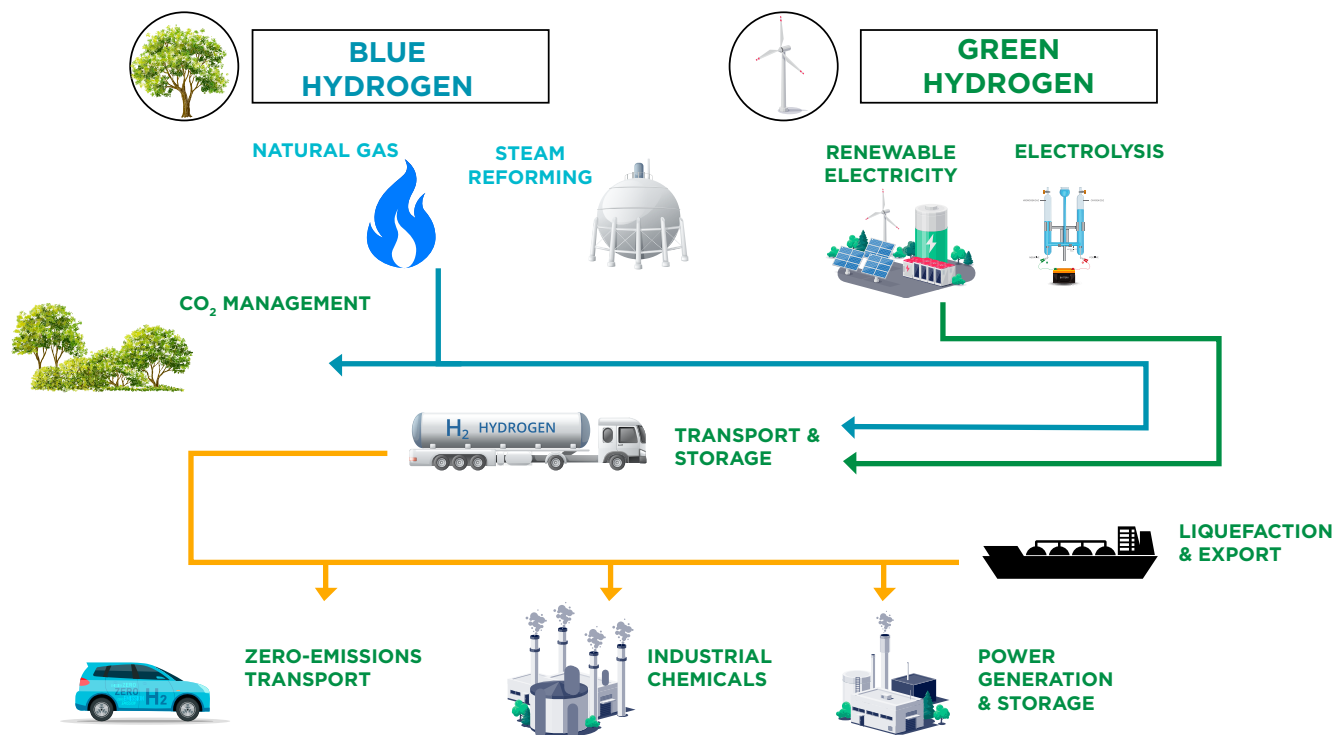 BLUE
HYDROGEN
GREEN
HYDROGEN
NATURAL GAS
STEAM
REFORMING
RENEWABLE
ELECTRICITY
ELECTROLYSIS
CO₂ MANAGEMENT
H₂ HYDROGEN
TRANSPORT &
STORAGE
LIQUEFACTION
& EXPORT
ZERO-EMISSIONS
TRANSPORT
ZERO H₂
INDUSTRIAL
CHEMICALS
POWER
GENERATION
& STORAGE